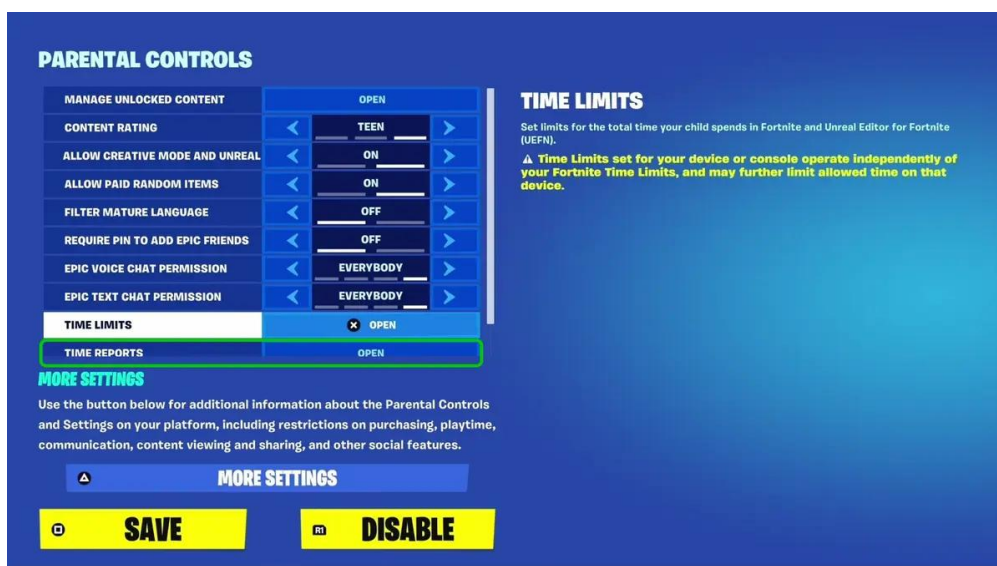 PARENTAL CONTROLS
MANAGE UNLOCKED CONTENT OPEN
CONTENT RATING TEEN
ALLOW CREATIVE MODE AND UNREAL ON
ALLOW PAID RANDOM ITEMS ON
FILTER MATURE LANGUAGE OFF
REQUIRE PIN TO ADD EPIC FRIENDS OFF
EPIC VOICE CHAT PERMISSION EVERYBODY
EPIC TEXT CHAT PERMISSION EVERYBODY
TIME LIMITS OPEN
TIME REPORTS OPEN
MORE SETTINGS
Use the button below for additional information about the Parental Controls
and Settings on your platform, including restrictions on purchasing, playtime,
communication, content viewing and sharing, and other social features.
MORE SETTINGS
SAVE
R1 DISABLE
TIME LIMITS
Set limits for the total time your child spends in Fortnite and Unreal Editor for Fortnite
(UEFN).
Time Limits set for your device or console operate independently of
your Fortnite Time Limits, and may further limit allowed time on that
device.